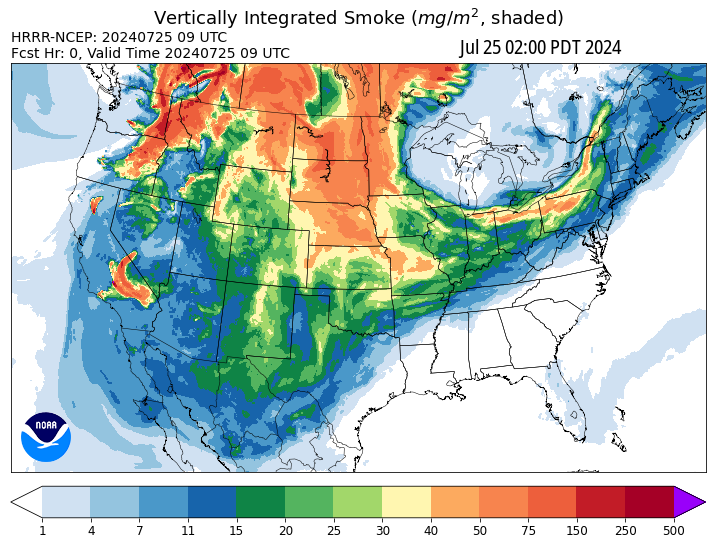 Vertically Integrated Smoke (mg/m², shaded)
HRRR-NCEP: 20240725 09 UTC
Fcst Hr: 0, Valid Time 20240725 09 UTC
Jul 25 02:00 PDT 2024
NOAA
1 4 7 11 15 20 25 30 40 50 75 150 250 500